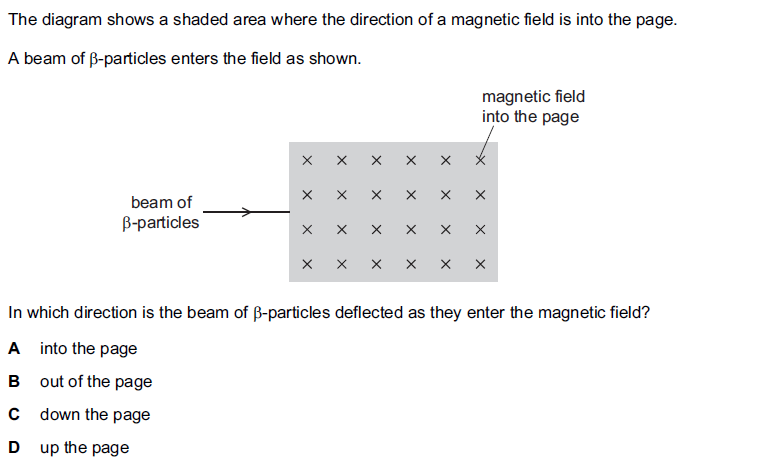 The diagram shows a shaded area where the direction of a magnetic field is into the page.
A beam of β-particles enters the field as shown.
magnetic field
into the page
× × × × × ×
× × × × × ×
beam of
β-particles
× × × × × ×
× × × × × ×
In which direction is the beam of β-particles deflected as they enter the magnetic field?
A into the page
B out of the page
C down the page
D up the page